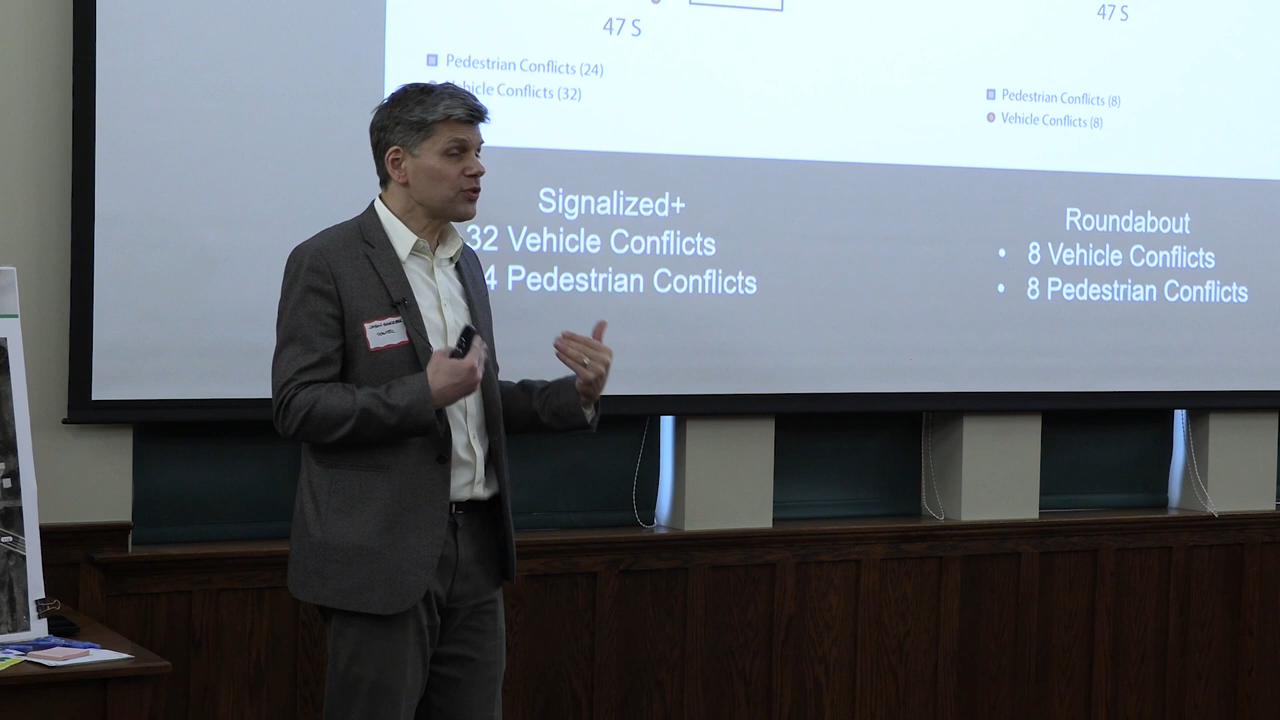 47 S
Pedestrian Conflicts (24)
hicle Conflicts (32)
Signalized+
32 Vehicle Conflicts
4 Pedestrian Conflicts
47 S
Pedestrian Conflicts (8)
Vehicle Conflicts (8)
Roundabout
• 8 Vehicle Conflicts
• 8 Pedestrian Conflicts